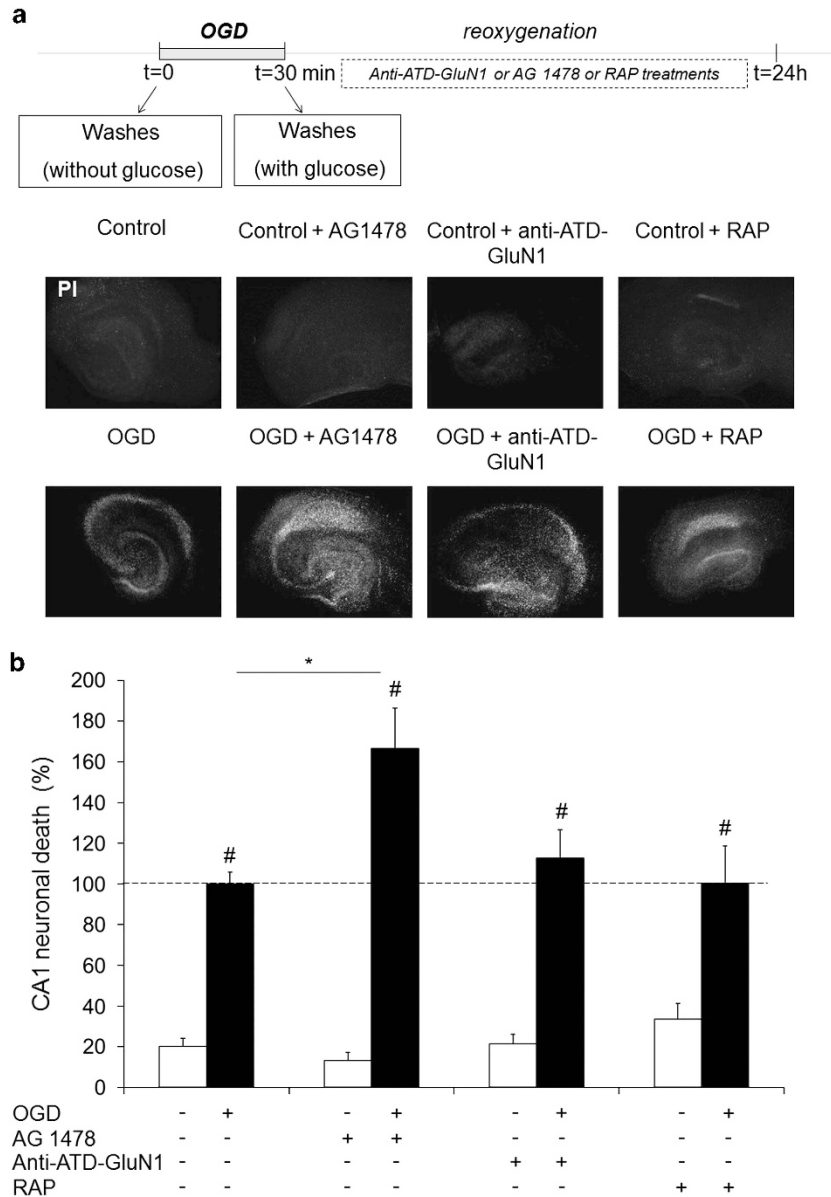 a
OGD reoxygenation
t=0 t=30 min Anti-ATD-GluN1 or AG 1478 or RAP treatments t=24h
Washes
(without glucose)
Washes
(with glucose)
Control
Control + AG1478
Control + anti-ATD-
GluN1
Control + RAP
PI
OGD
OGD + AG1478
OGD + anti-ATD-
GluN1
OGD + RAP
b
CA1 neuronal death (%)
200
180
160
140
120
100
80
60
40
20
0
*
# # # #
OGD - + - + - + - +
AG 1478 - - + + - - - -
Anti-ATD-GluN1 - - - - + + - -
RAP - - - - - - + +